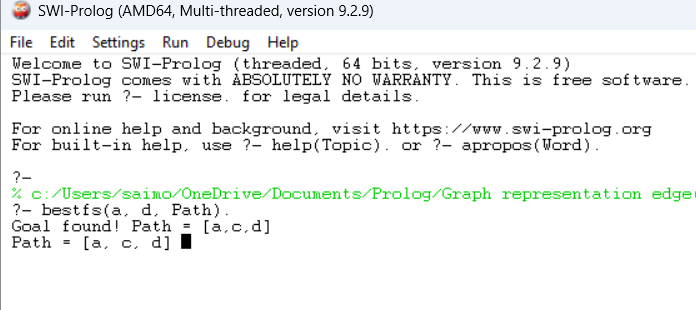 SWI-Prolog (AMD64, Multi-threaded, version 9.2.9)
File Edit Settings Run Debug Help
Welcome to SWI-Prolog (threaded, 64 bits, version 9.2.9)
SWI-Prolog comes with ABSOLUTELY NO WARRANTY. This is free software.
Please run ?- license. for legal details.
For online help and background, visit https://www.swi-prolog.org
For built-in help, use ?- help(Topic). or ?- apropos(Word).
?-
% c:/Users/saimo/OneDrive/Documents/Prolog/Graph representation edge
?- bestfs(a, d, Path).
Goal found! Path = [a,c,d]
Path = [a, c, d]